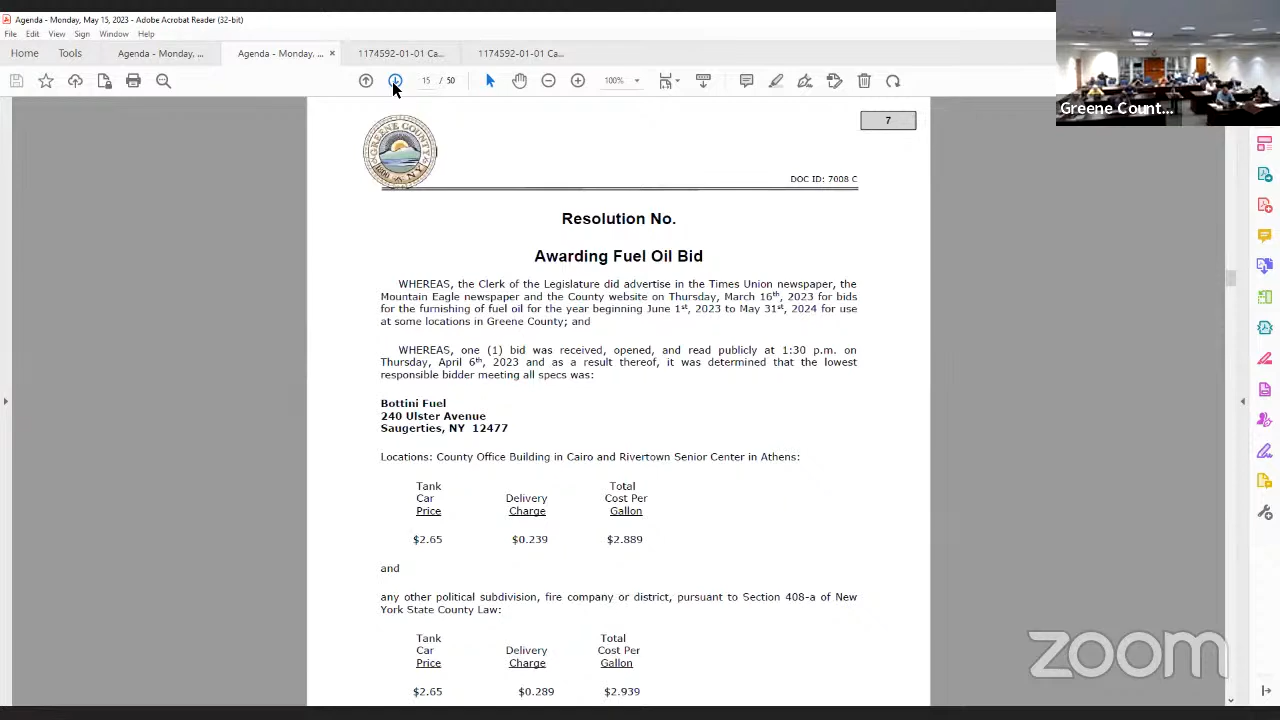 Agenda - Monday, May 15, 2023 - Adobe Acrobat Reader (32-bit)
File Edit View Sign Window Help
Home Tools Agenda - Monday, ... Agenda - Monday, ... × 1174592-01-01 Ca... 1174592-01-01 Ca...
15 / 50 100%
Greene Count...
7
GREENE COUNTY
1800 N.Y.
DOC ID: 7008 C
Resolution No.
Awarding Fuel Oil Bid
WHEREAS, the Clerk of the Legislature did advertise in the Times Union newspaper, the
Mountain Eagle newspaper and the County website on Thursday, March 16th, 2023 for bids
for the furnishing of fuel oil for the year beginning June 1st, 2023 to May 31st, 2024 for use
at some locations in Greene County; and
WHEREAS, one (1) bid was received, opened, and read publicly at 1:30 p.m. on
Thursday, April 6th, 2023 and as a result thereof, it was determined that the lowest
responsible bidder meeting all specs was:
Bottini Fuel
240 Ulster Avenue
Saugerties, NY 12477
Locations: County Office Building in Cairo and Rivertown Senior Center in Athens:
Tank Total
Car Delivery Cost Per
Price Charge Gallon
$2.65 $0.239 $2.889
and
any other political subdivision, fire company or district, pursuant to Section 408-a of New
York State County Law:
Tank Total
Car Delivery Cost Per
Price Charge Gallon
$2.65 $0.289 $2.939
zoom